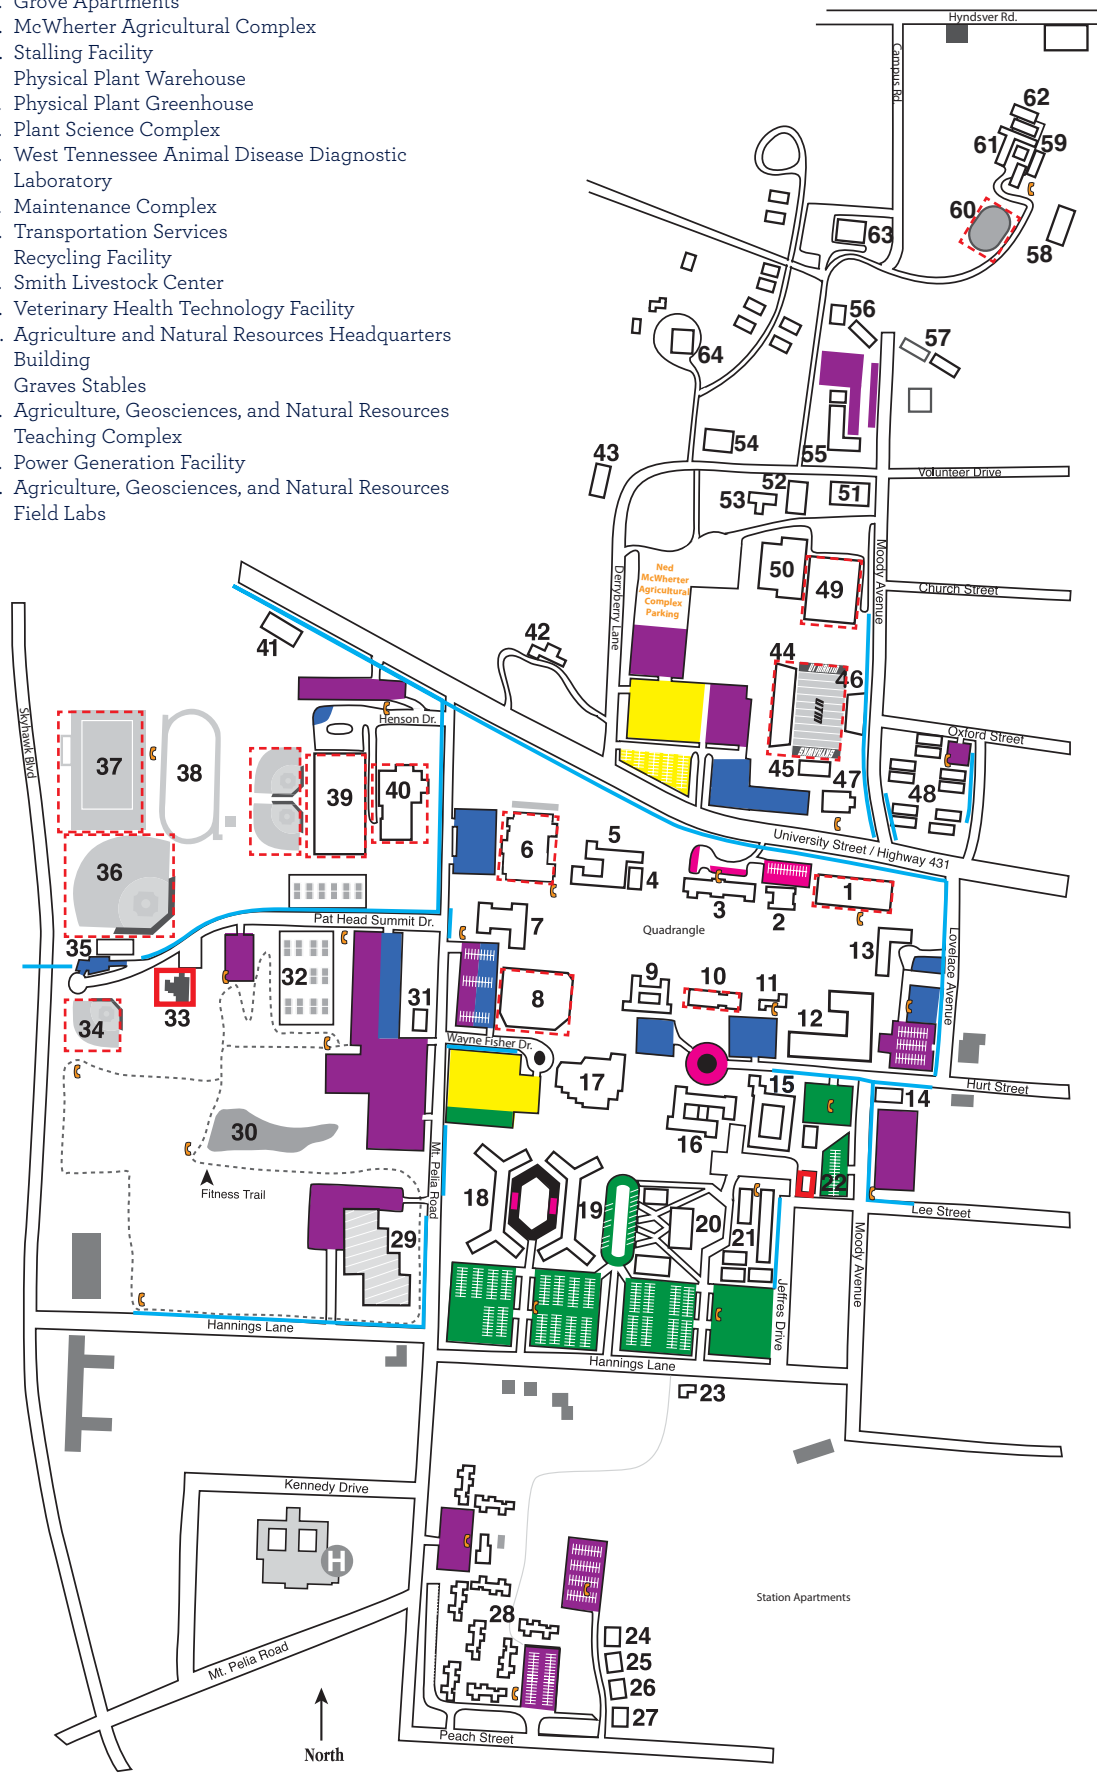 . Grove Apartments
. McWherter Agricultural Complex
. Stalling Facility
Physical Plant Warehouse
. Physical Plant Greenhouse
. Plant Science Complex
. West Tennessee Animal Disease Diagnostic
Laboratory
. Maintenance Complex
. Transportation Services
Recycling Facility
. Smith Livestock Center
. Veterinary Health Technology Facility
. Agriculture and Natural Resources Headquarters
Building
Graves Stables
. Agriculture, Geosciences, and Natural Resources
Teaching Complex
. Power Generation Facility
. Agriculture, Geosciences, and Natural Resources
Field Labs
Hyndsver Rd.
Campus Rd.
62
61
59
60
58
63
56
57
64
54
55
43
Volunteer Drive
52
53
51
50
49
Moody Avenue
Church Street
Derryberry Lane
Ned
McWherter
Agricultural
Complex
Parking
41
42
44
46
UTM
SKYHAWKS
45
47
48
Oxford Street
Henson Dr.
Skyhawk Blvd
37
38
39
40
36
University Street / Highway 431
6
5
4
3
2
1
Pat Head Summit Dr.
Quadrangle
7
13
Lovelace Avenue
35
33
34
32
31
8
9
10
11
12
Wayne Fisher Dr.
17
Hurt Street
15
14
16
30
Fitness Trail
Mt. Pelia Road
18
19
20
21
22
Lee Street
Moody Avenue
29
Jeffres Drive
Hannings Lane
Hannings Lane
23
Kennedy Drive
H
Station Apartments
28
24
25
26
27
Mt. Pelia Road
North
Peach Street